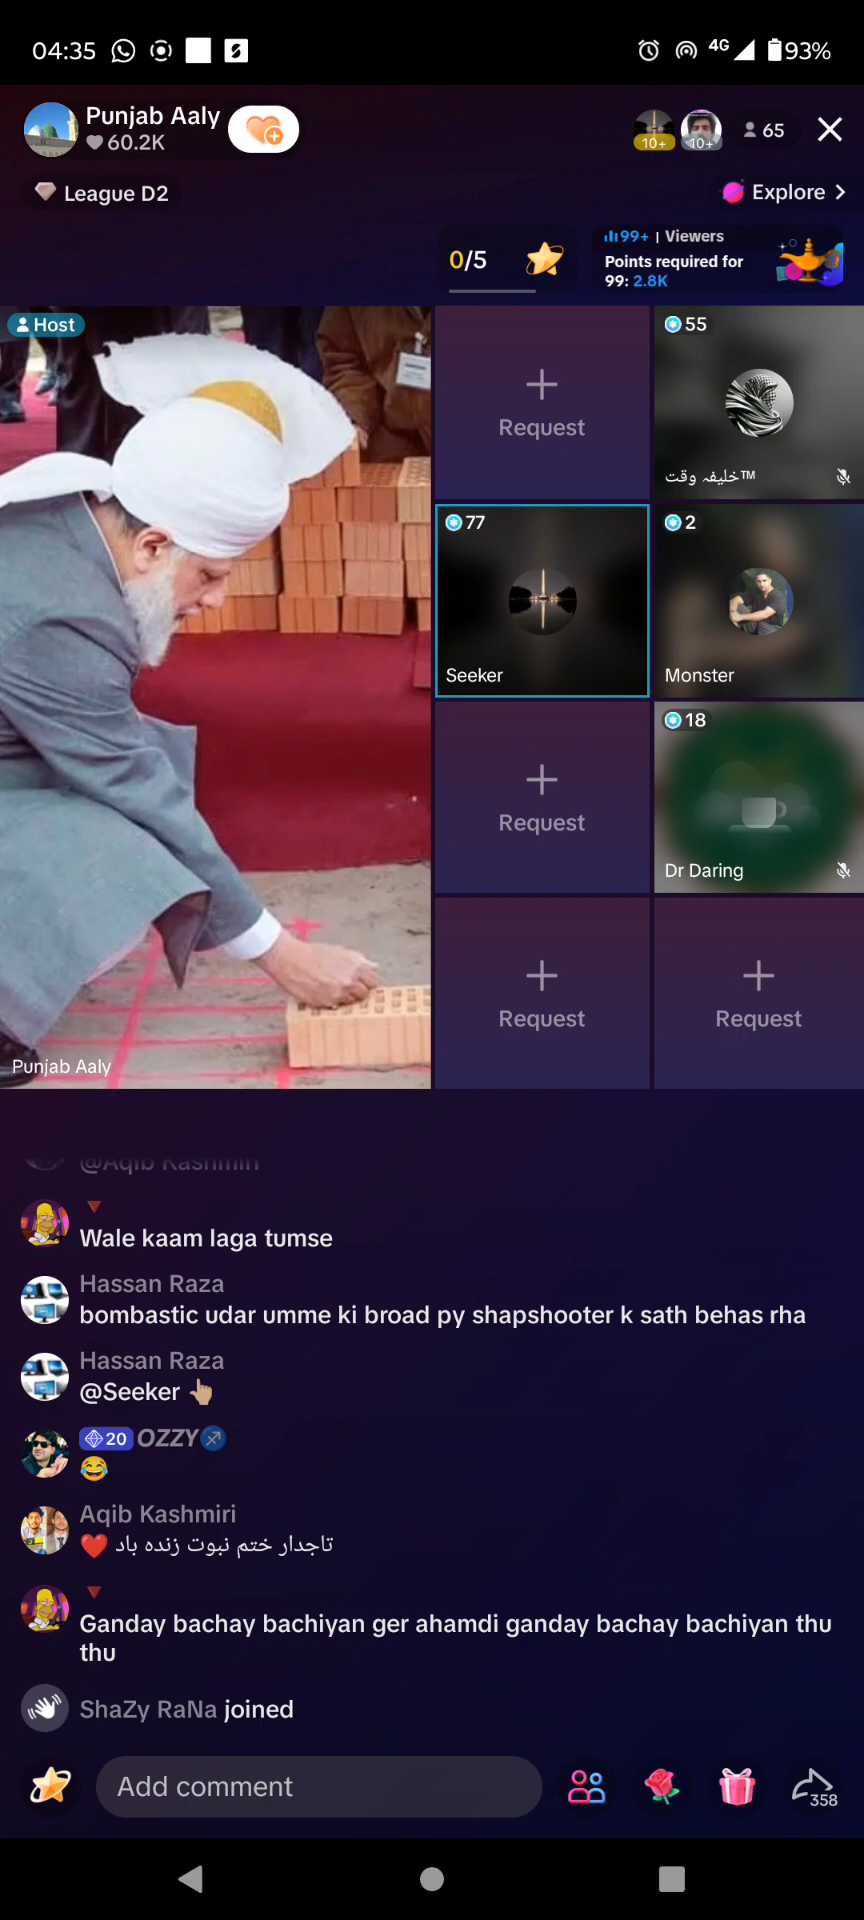 04:35
4G
93%
Punjab Aaly
60.2K
10+
10+
65
League D2
Explore
0/5
99+ | Viewers
Points required for
99: 2.8K
Host
Request
55
خلیفہ وقت™
77
Seeker
2
Monster
Request
18
Dr Daring
Request
Request
Punjab Aaly
@Aqib Kashmiri
🔻
Wale kaam laga tumse
Hassan Raza
bombastic udar umme ki broad py shapshooter k sath behas rha
Hassan Raza
@Seeker 👆🏼
20 OZZY♐
😂
Aqib Kashmiri
تاجدار ختم نبوت زنده باد ❤️
🔻
Ganday bachay bachiyan ger ahamdi ganday bachay bachiyan thu
thu
ShaZy RaNa joined
Add comment
358